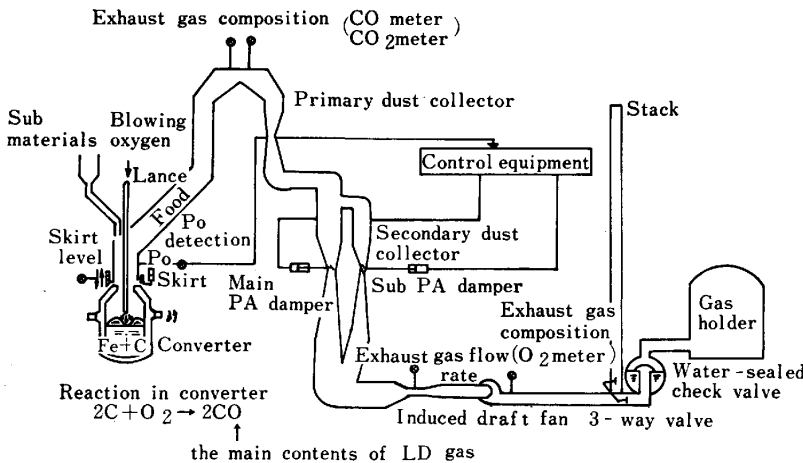 Exhaust gas composition (CO meter
CO 2meter)
Primary dust collector
Sub
materials
Blowing
oxygen
Stack
Control equipment
Lance
Food
Po
detection
Skirt
level
Po
Skirt
Secondary dust
collector
Main
PA damper
Sub PA damper
Exhaust gas
composition
(O 2meter)
Gas
holder
Fe+C
Converter
Exhaust gas flow
rate
Water-sealed
check valve
Reaction in converter
2C+O 2→2CO
Induced draft fan
3-way valve
↑
the main contents of LD gas